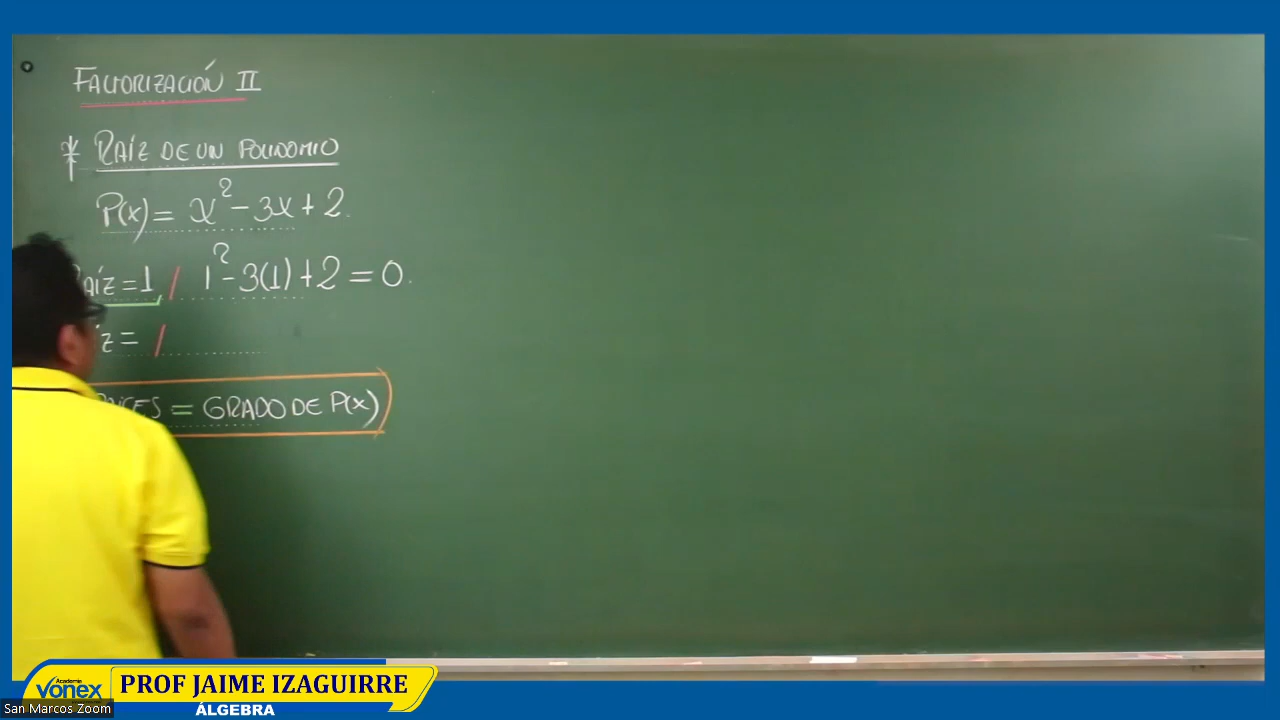 FACTORIZACIÓN II
* RAÍZ DE UN POLINOMIO
P(x) = x² - 3x + 2.
AÍZ = 1 / 1² - 3(1) + 2 = 0.
Z = /
= GRADO DE P(x)
Academia
vonex
PROF JAIME IZAGUIRRE
ÁLGEBRA
San Marcos Zoom